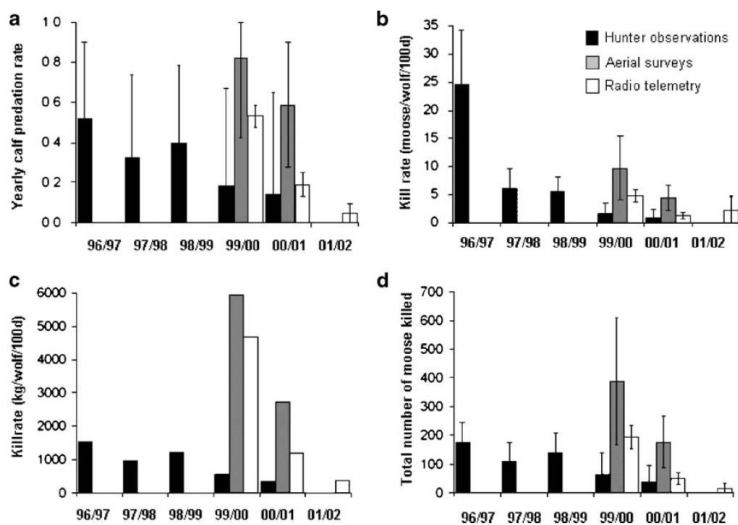 a
Yearly calf predation rate
1.0
0.8
0 6
0 4
0.2
0 0
96/97 97/98 98/99 99/00 00/01 01/02
b
Kill rate (moose/wolf/100d)
35
30
25
20
15
10
5
0
96/97 97/98 98/99 99/00 00/01 01/02
Hunter observations
Aerial surveys
Radio telemetry
c
Killrate (kg/wolf/100d)
6000
5000
4000
3000
2000
1000
0
96/97 97/98 98/99 99/00 00/01 01/02
d
Total number of moose killed
700
600
500
400
300
200
100
0
96/97 97/98 98/99 99/00 00/01 01/02